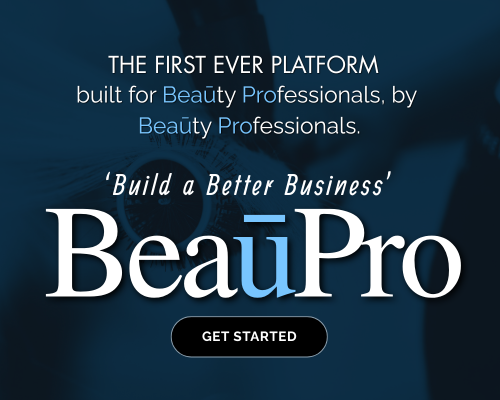 THE FIRST EVER PLATFORM
built for Beaūty Professionals, by
Beaūty Professionals.
‘Build a Better Business’
BeaūPro
GET STARTED